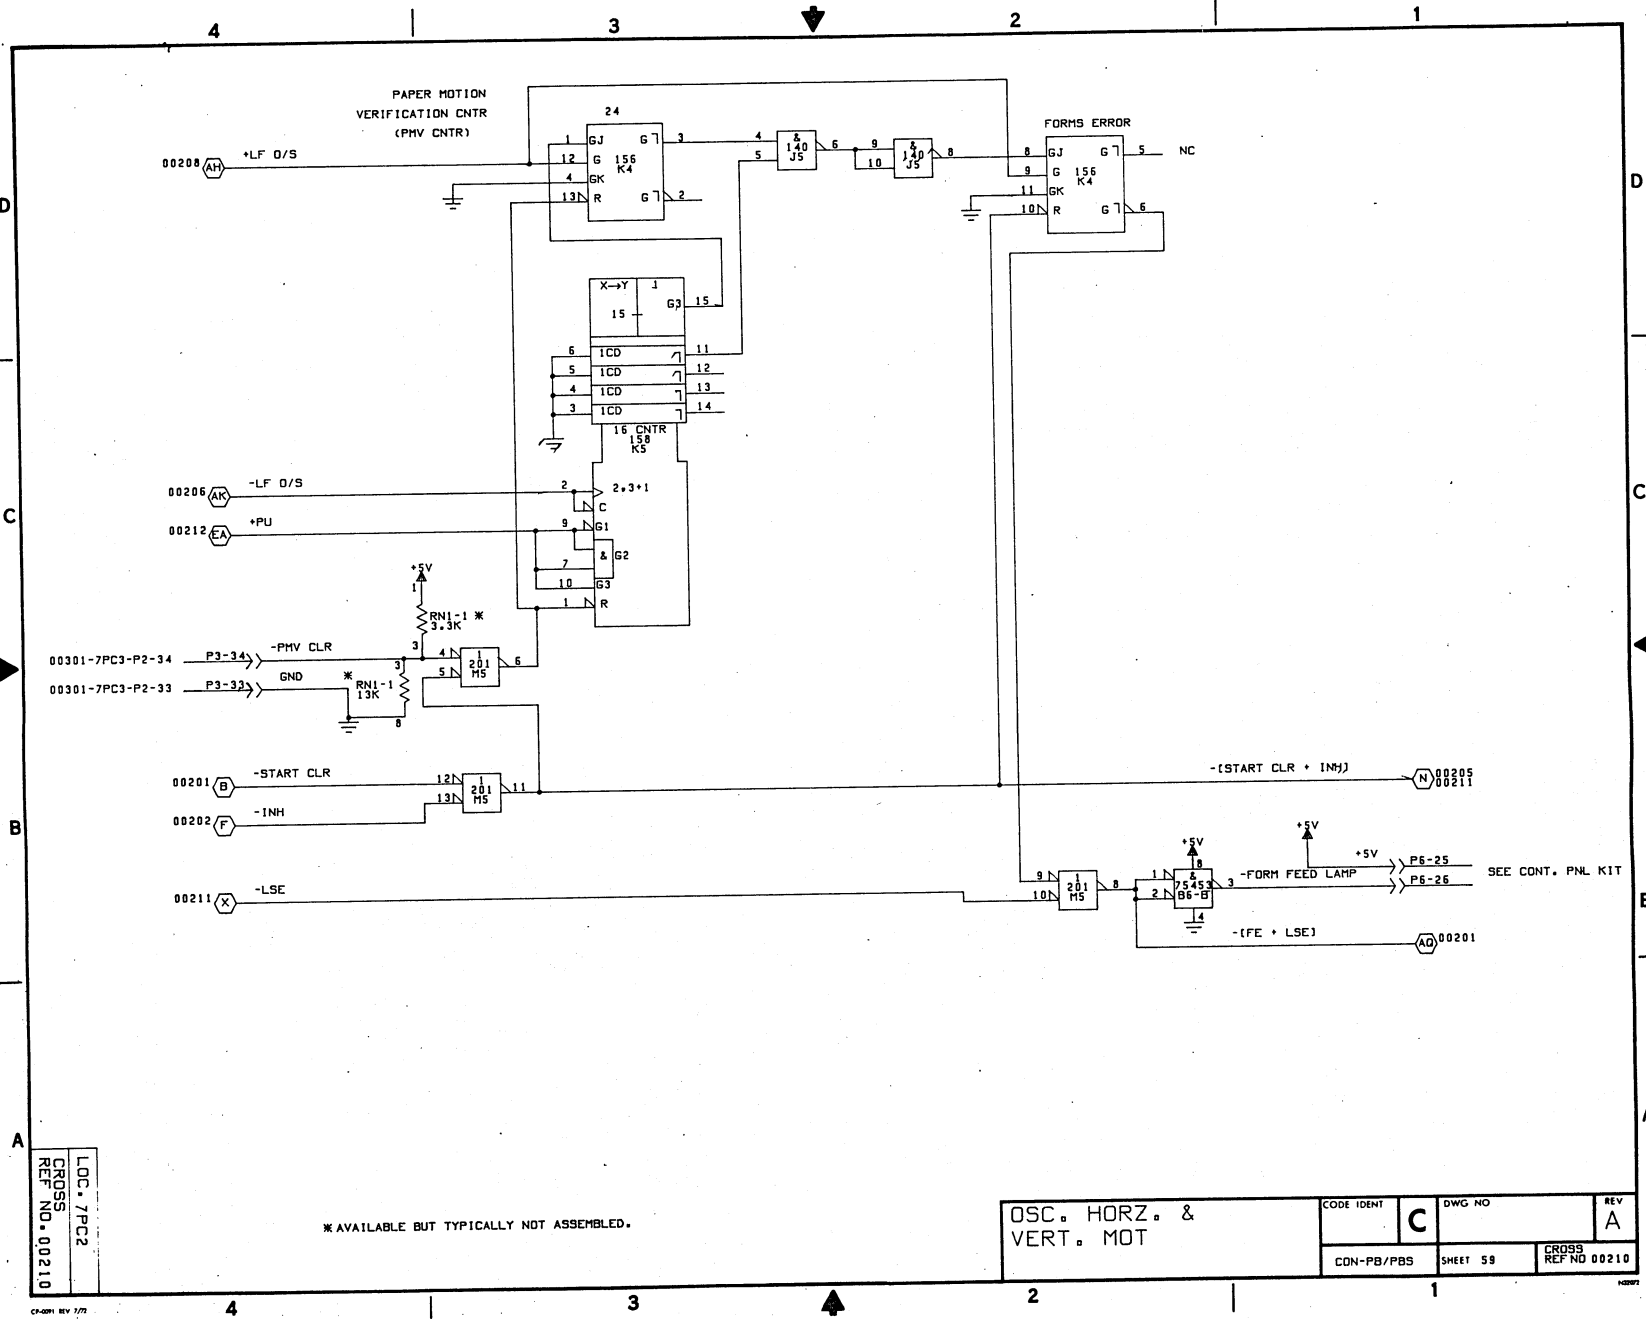 4
3
2
1
D
C
B
A
D
C
PAPER MOTION
VERIFICATION CNTR
(PMV CNTR)
24
00208 AH +LF O/S
1 GJ G 3
12 G 156
K4
4 GK
13 R G 2
4 & 6
5 140
J5
9 & 8
10 140
J5
FORMS ERROR
8 GJ G 5 NC
9 G 156
K4
11 GK
10 R G 6
X→Y 1
15 G3 15
6 1CD 11
5 1CD 12
4 1CD 13
3 1CD 14
16 CNTR
158
K5
00206 AK -LF O/S 2 2,3+1
C
00212 EA +PU 9 G1
& G2
7
10 G3
1 R
+5V
1
RN1-1 *
3.3K
3
00301-7PC3-P2-34 P3-34 -PMV CLR 3 4 1 6
5 201
M5
00301-7PC3-P2-33 P3-33 GND
* RN1-1
13K
8
00201 B -START CLR 12 1 11
13 201
M5
00202 F -INH
-[START CLR + INH] N 00205
00211
00211 X -LSE
9 1 8
10 201
M5
+5V
8
1 & 3
2 75453
B6-B
4
+5V
+5V P6-25
-FORM FEED LAMP P6-26
SEE CONT. PNL KIT
-[FE + LSE] AQ 00201
LOC. 7PC2
CROSS
REF NO. 00210
* AVAILABLE BUT TYPICALLY NOT ASSEMBLED.
OSC. HORZ. &
VERT. MOT
CODE IDENT
C
DWG NO
REV
A
CON-PB/PBS
SHEET 59
CROSS
REF NO 00210
CP-0091 REV 7/72
4
3
2
1